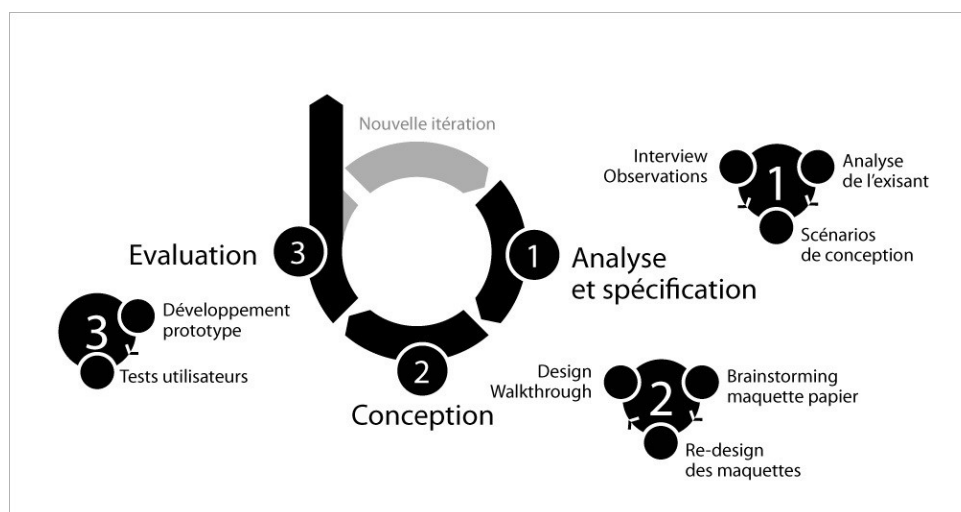 Nouvelle itération
Interview
Observations
1
Analyse
de l'exisant
Scénarios
de conception
1
Analyse
et spécification
Evaluation
3
3
Développement
prototype
Tests utilisateurs
2
Conception
Design
Walkthrough
2
Brainstorming
maquette papier
Re-design
des maquettes